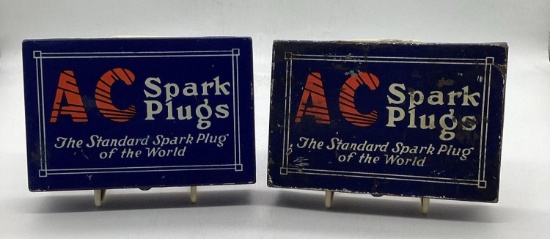 AC Spark Plugs
The Standard Spark Plug
of the World
AC Spark Plugs
The Standard Spark Plug
of the World